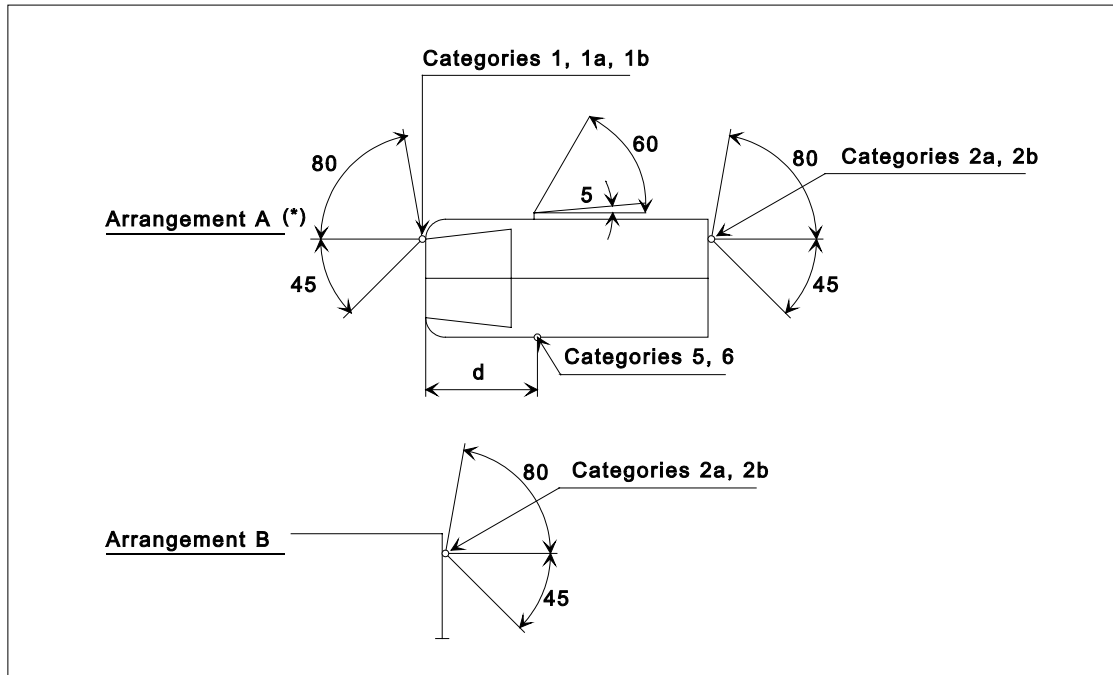 Categories 1, 1a, 1b
60
80
80
Categories 2a, 2b
5
Arrangement A (*)
45
45
Categories 5, 6
d
80
Categories 2a, 2b
Arrangement B
45